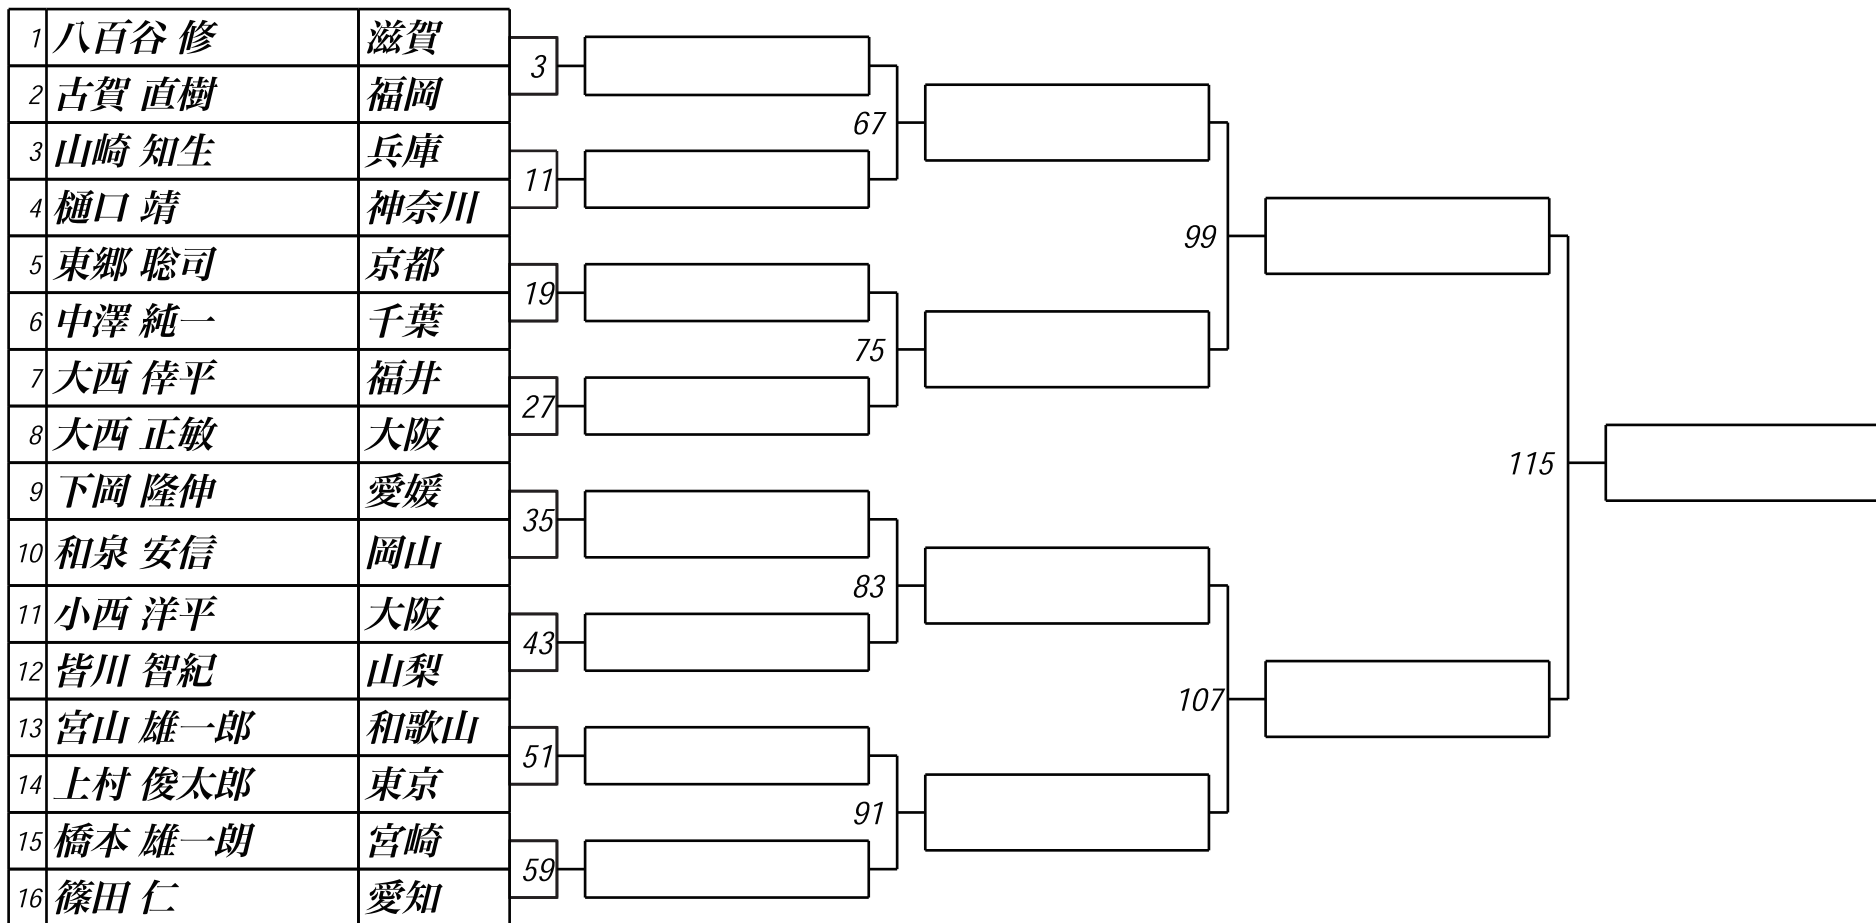 1 八百谷 修 滋賀
2 古賀 直樹 福岡
3
3 山崎 知生 兵庫
4 樋口 靖 神奈川
11
67
5 東郷 聡司 京都
6 中澤 純一 千葉
19
7 大西 倖平 福井
8 大西 正敏 大阪
27
75
99
9 下岡 隆伸 愛媛
10 和泉 安信 岡山
35
11 小西 洋平 大阪
12 皆川 智紀 山梨
43
83
13 宮山 雄一郎 和歌山
14 上村 俊太郎 東京
51
15 橋本 雄一朗 宮崎
16 篠田 仁 愛知
59
91
107
115